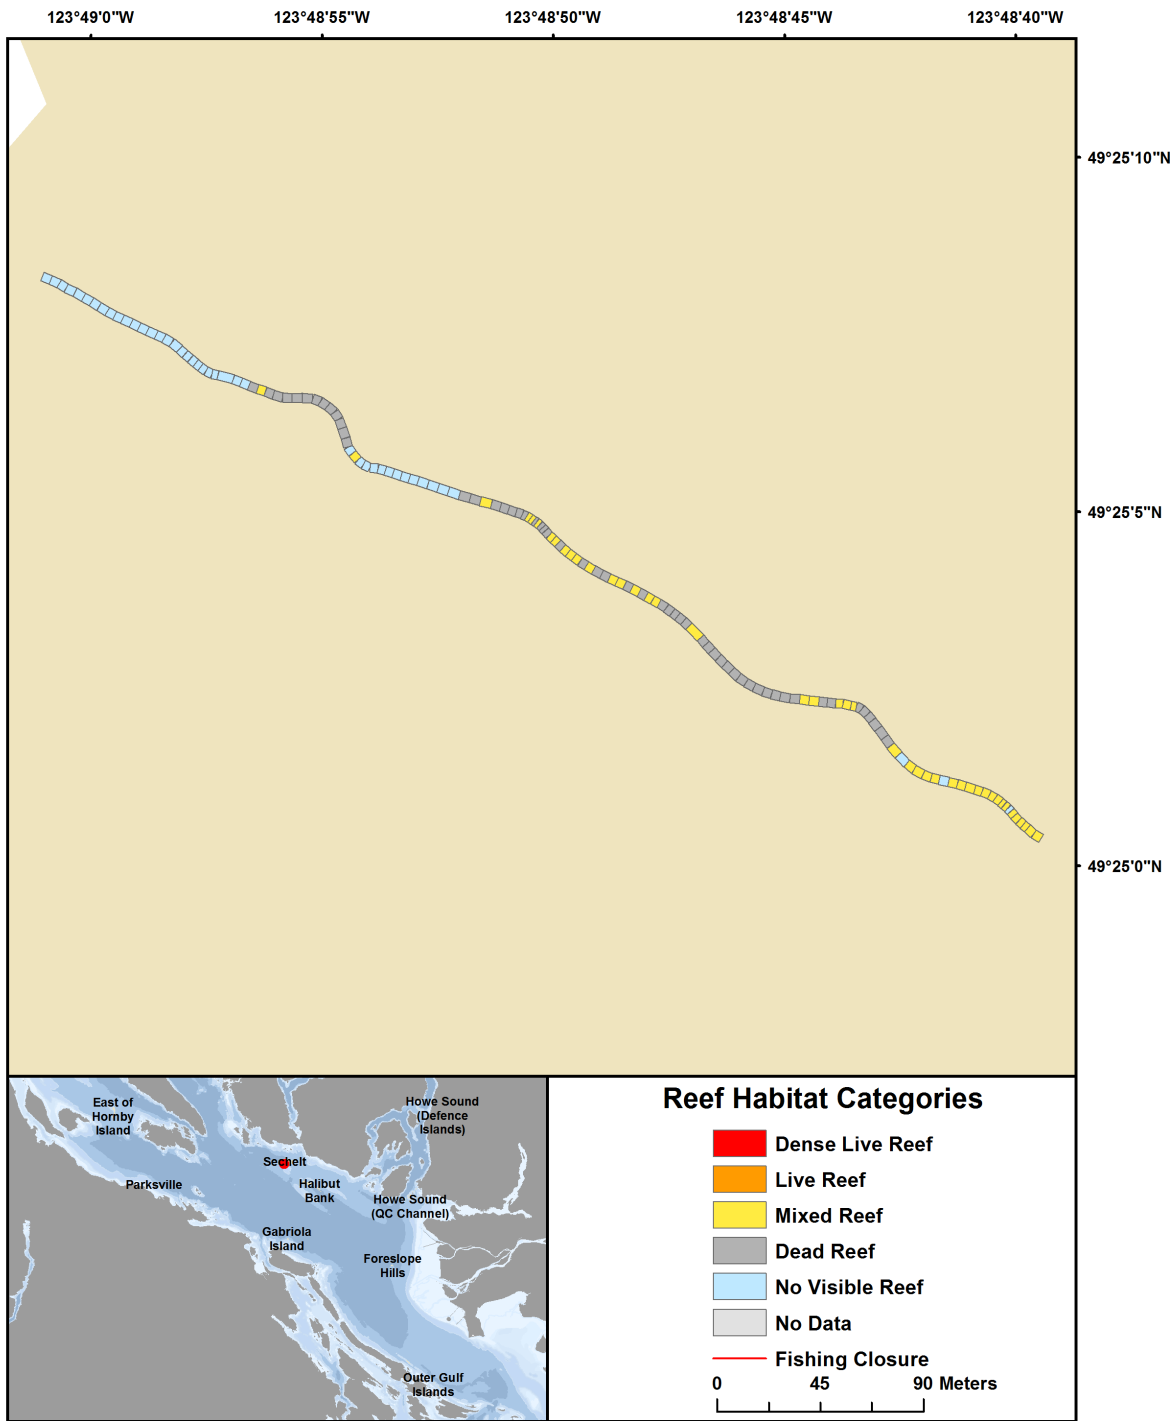 123°49'0"W
123°48'55"W
123°48'50"W
123°48'45"W
123°48'40"W
49°25'10"N
49°25'5"N
49°25'0"N
East of
Hornby
Island
Howe Sound
(Defence
Islands)
Sechelt
Parksville
Halibut
Bank
Howe Sound
(QC Channel)
Gabriola
Island
Foreslope
Hills
Outer Gulf
Islands
Reef Habitat Categories
Dense Live Reef
Live Reef
Mixed Reef
Dead Reef
No Visible Reef
No Data
Fishing Closure
0 45 90 Meters